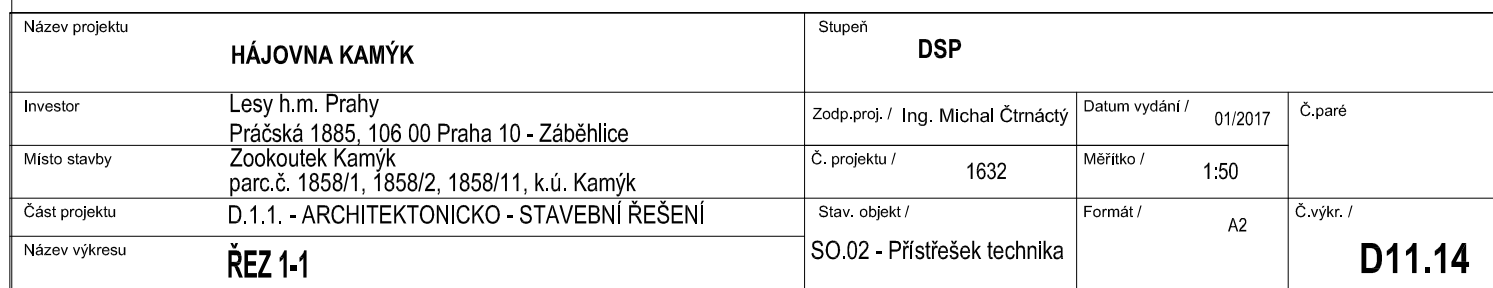 Název projektu
HÁJOVNA KAMÝK
Stupeň
DSP
Investor
Lesy h.m. Prahy
Práčská 1885, 106 00 Praha 10 - Záběhlice
Zodp.proj. / Ing. Michal Čtrnáctý
Datum vydání / 01/2017
Č.paré
Místo stavby
Zookoutek Kamýk
parc.č. 1858/1, 1858/2, 1858/11, k.ú. Kamýk
Č. projektu / 1632
Měřítko / 1:50
Část projektu
D.1.1. - ARCHITEKTONICKO - STAVEBNÍ ŘEŠENÍ
Stav. objekt /
SO.02 - Přístřešek technika
Formát / A2
Č.výkr. /
D11.14
Název výkresu
ŘEZ 1-1